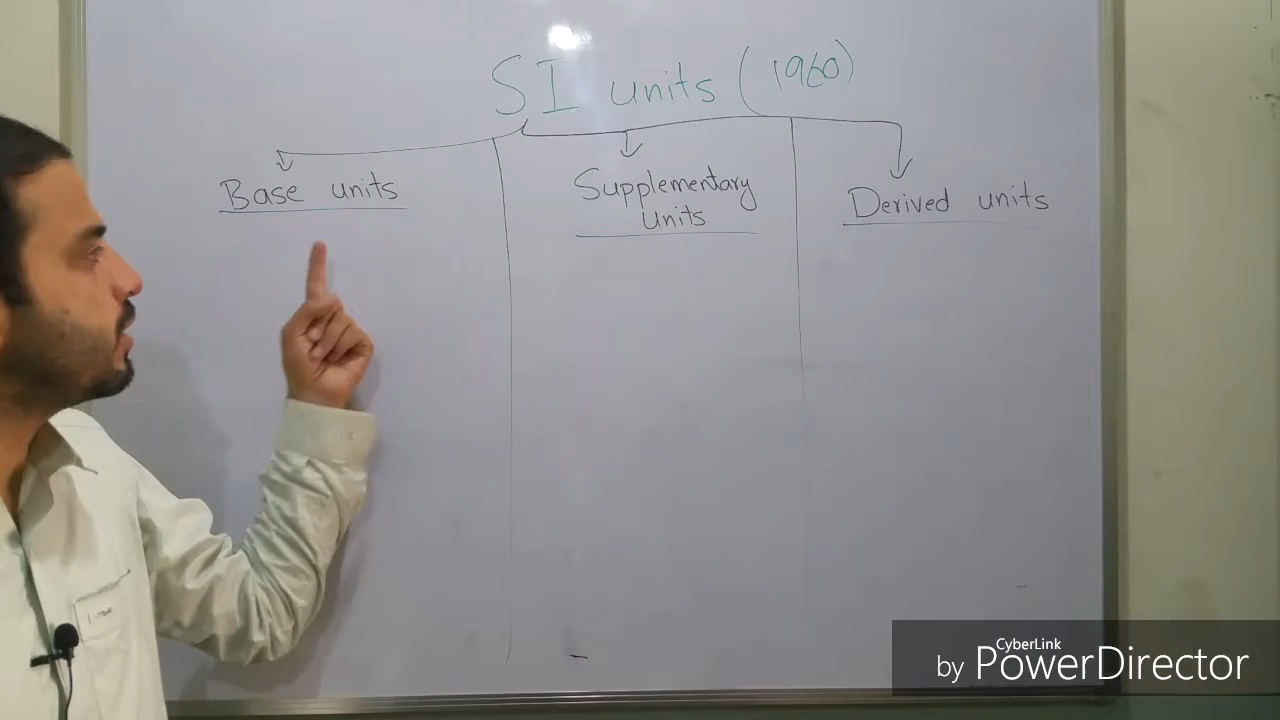 SI units (1960)
Base units
Supplementary
units
Derived units
CyberLink
by PowerDirector